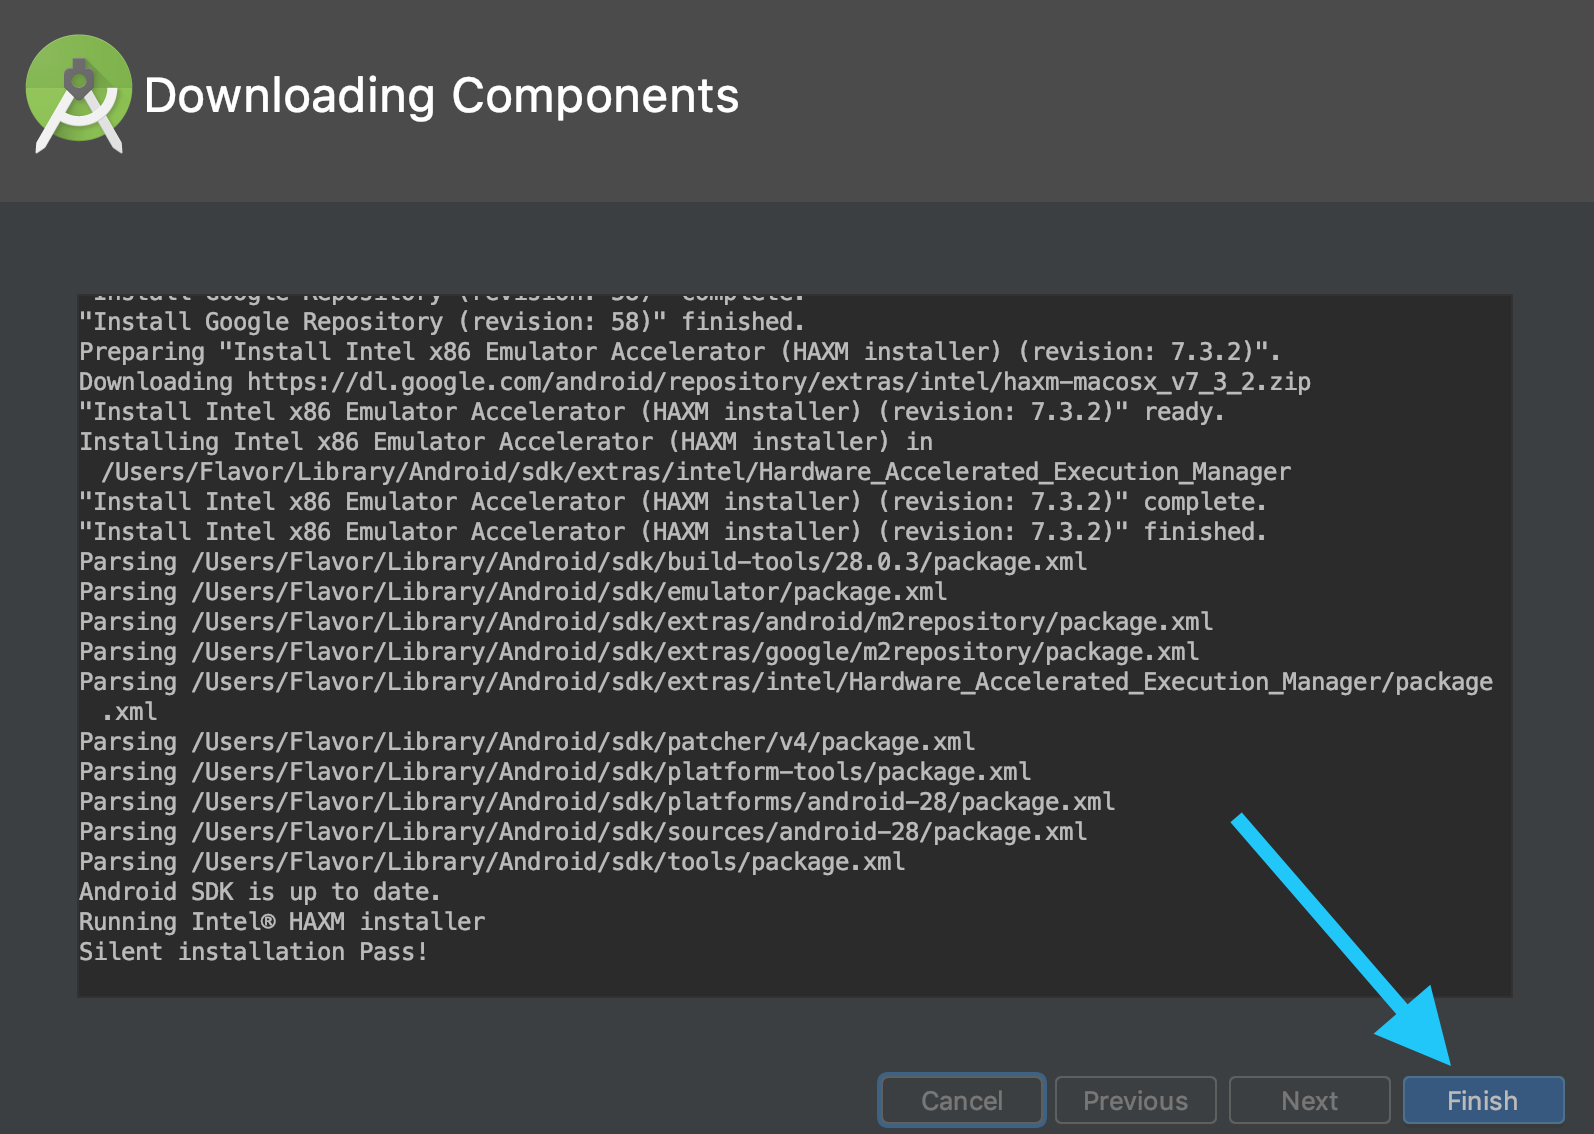 Downloading Components
"Install Google Repository (revision: 58)" complete.
"Install Google Repository (revision: 58)" finished.
Preparing "Install Intel x86 Emulator Accelerator (HAXM installer) (revision: 7.3.2)".
Downloading https://dl.google.com/android/repository/extras/intel/haxm-macosx_v7_3_2.zip
"Install Intel x86 Emulator Accelerator (HAXM installer) (revision: 7.3.2)" ready.
Installing Intel x86 Emulator Accelerator (HAXM installer) in
/Users/Flavor/Library/Android/sdk/extras/intel/Hardware_Accelerated_Execution_Manager
"Install Intel x86 Emulator Accelerator (HAXM installer) (revision: 7.3.2)" complete.
"Install Intel x86 Emulator Accelerator (HAXM installer) (revision: 7.3.2)" finished.
Parsing /Users/Flavor/Library/Android/sdk/build-tools/28.0.3/package.xml
Parsing /Users/Flavor/Library/Android/sdk/emulator/package.xml
Parsing /Users/Flavor/Library/Android/sdk/extras/android/m2repository/package.xml
Parsing /Users/Flavor/Library/Android/sdk/extras/google/m2repository/package.xml
Parsing /Users/Flavor/Library/Android/sdk/extras/intel/Hardware_Accelerated_Execution_Manager/package
.xml
Parsing /Users/Flavor/Library/Android/sdk/patcher/v4/package.xml
Parsing /Users/Flavor/Library/Android/sdk/platform-tools/package.xml
Parsing /Users/Flavor/Library/Android/sdk/platforms/android-28/package.xml
Parsing /Users/Flavor/Library/Android/sdk/sources/android-28/package.xml
Parsing /Users/Flavor/Library/Android/sdk/tools/package.xml
Android SDK is up to date.
Running Intel® HAXM installer
Silent installation Pass!
Cancel Previous Next Finish